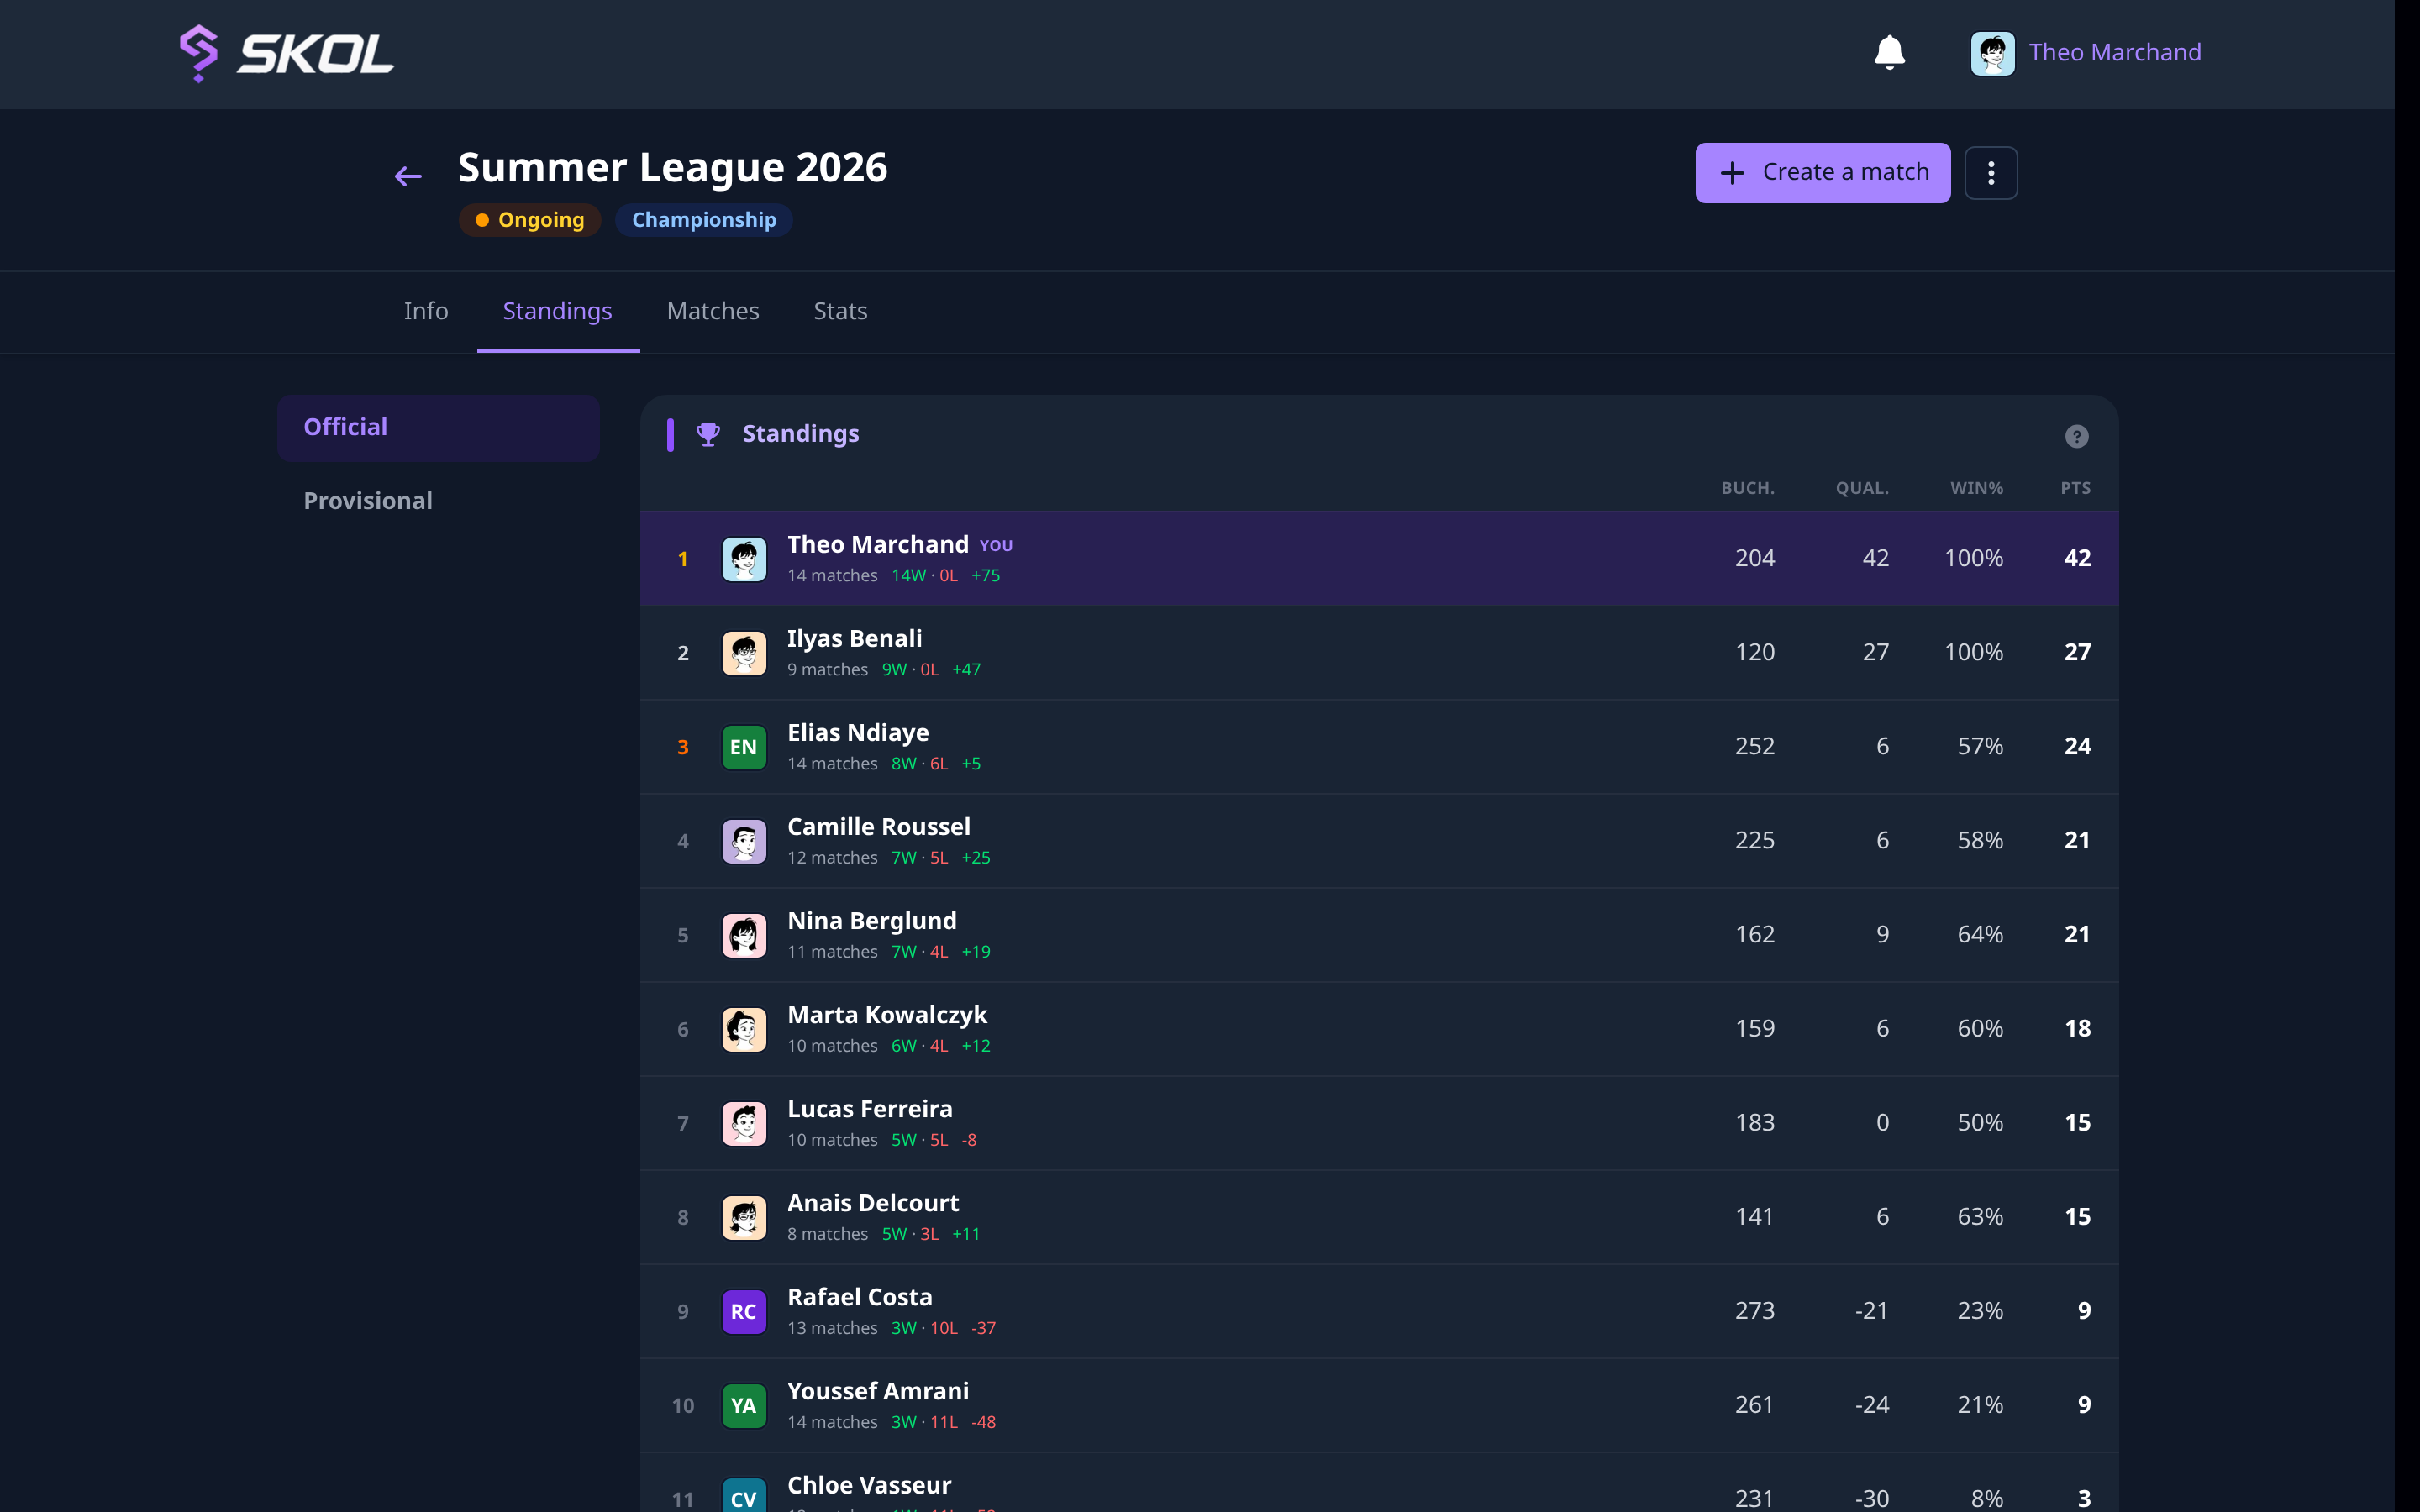 SKOL
Theo Marchand
Summer League 2026
Create a match
Ongoing
Championship
Info
Standings
Matches
Stats
Official
Provisional
Standings
?
BUCH. QUAL. WIN% PTS
1 Theo Marchand YOU 204 42 100% 42
14 matches 14W · 0L +75
2 Ilyas Benali 120 27 100% 27
9 matches 9W · 0L +47
3 EN Elias Ndiaye 252 6 57% 24
14 matches 8W · 6L +5
4 Camille Roussel 225 6 58% 21
12 matches 7W · 5L +25
5 Nina Berglund 162 9 64% 21
11 matches 7W · 4L +19
6 Marta Kowalczyk 159 6 60% 18
10 matches 6W · 4L +12
7 Lucas Ferreira 183 0 50% 15
10 matches 5W · 5L -8
8 Anais Delcourt 141 6 63% 15
8 matches 5W · 3L +11
9 RC Rafael Costa 273 -21 23% 9
13 matches 3W · 10L -37
10 YA Youssef Amrani 261 -24 21% 9
14 matches 3W · 11L -48
11 CV Chloe Vasseur 231 -30 8% 3